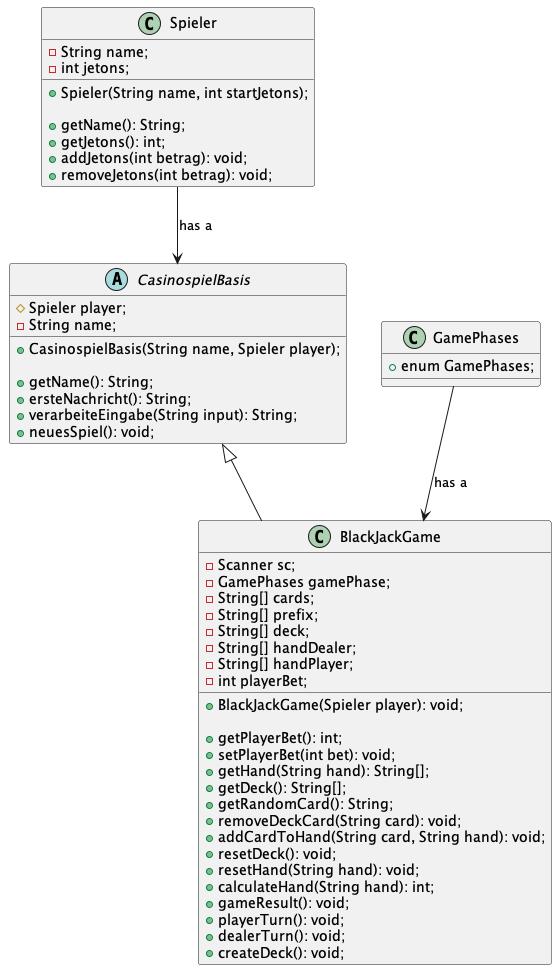 C Spieler
String name;
int jetons;
Spieler(String name, int startJetons);
getName(): String;
getJetons(): int;
addJetons(int betrag): void;
removeJetons(int betrag): void;
has a
A CasinospielBasis
Spieler player;
String name;
CasinospielBasis(String name, Spieler player);
getName(): String;
ersteNachricht(): String;
verarbeiteEingabe(String input): String;
neuesSpiel(): void;
C GamePhases
enum GamePhases;
has a
C BlackJackGame
Scanner sc;
GamePhases gamePhase;
String[] cards;
String[] prefix;
String[] deck;
String[] handDealer;
String[] handPlayer;
int playerBet;
BlackJackGame(Spieler player): void;
getPlayerBet(): int;
setPlayerBet(int bet): void;
getHand(String hand): String[];
getDeck(): String[];
getRandomCard(): String;
removeDeckCard(String card): void;
addCardToHand(String card, String hand): void;
resetDeck(): void;
resetHand(String hand): void;
calculateHand(String hand): int;
gameResult(): void;
playerTurn(): void;
dealerTurn(): void;
createDeck(): void;